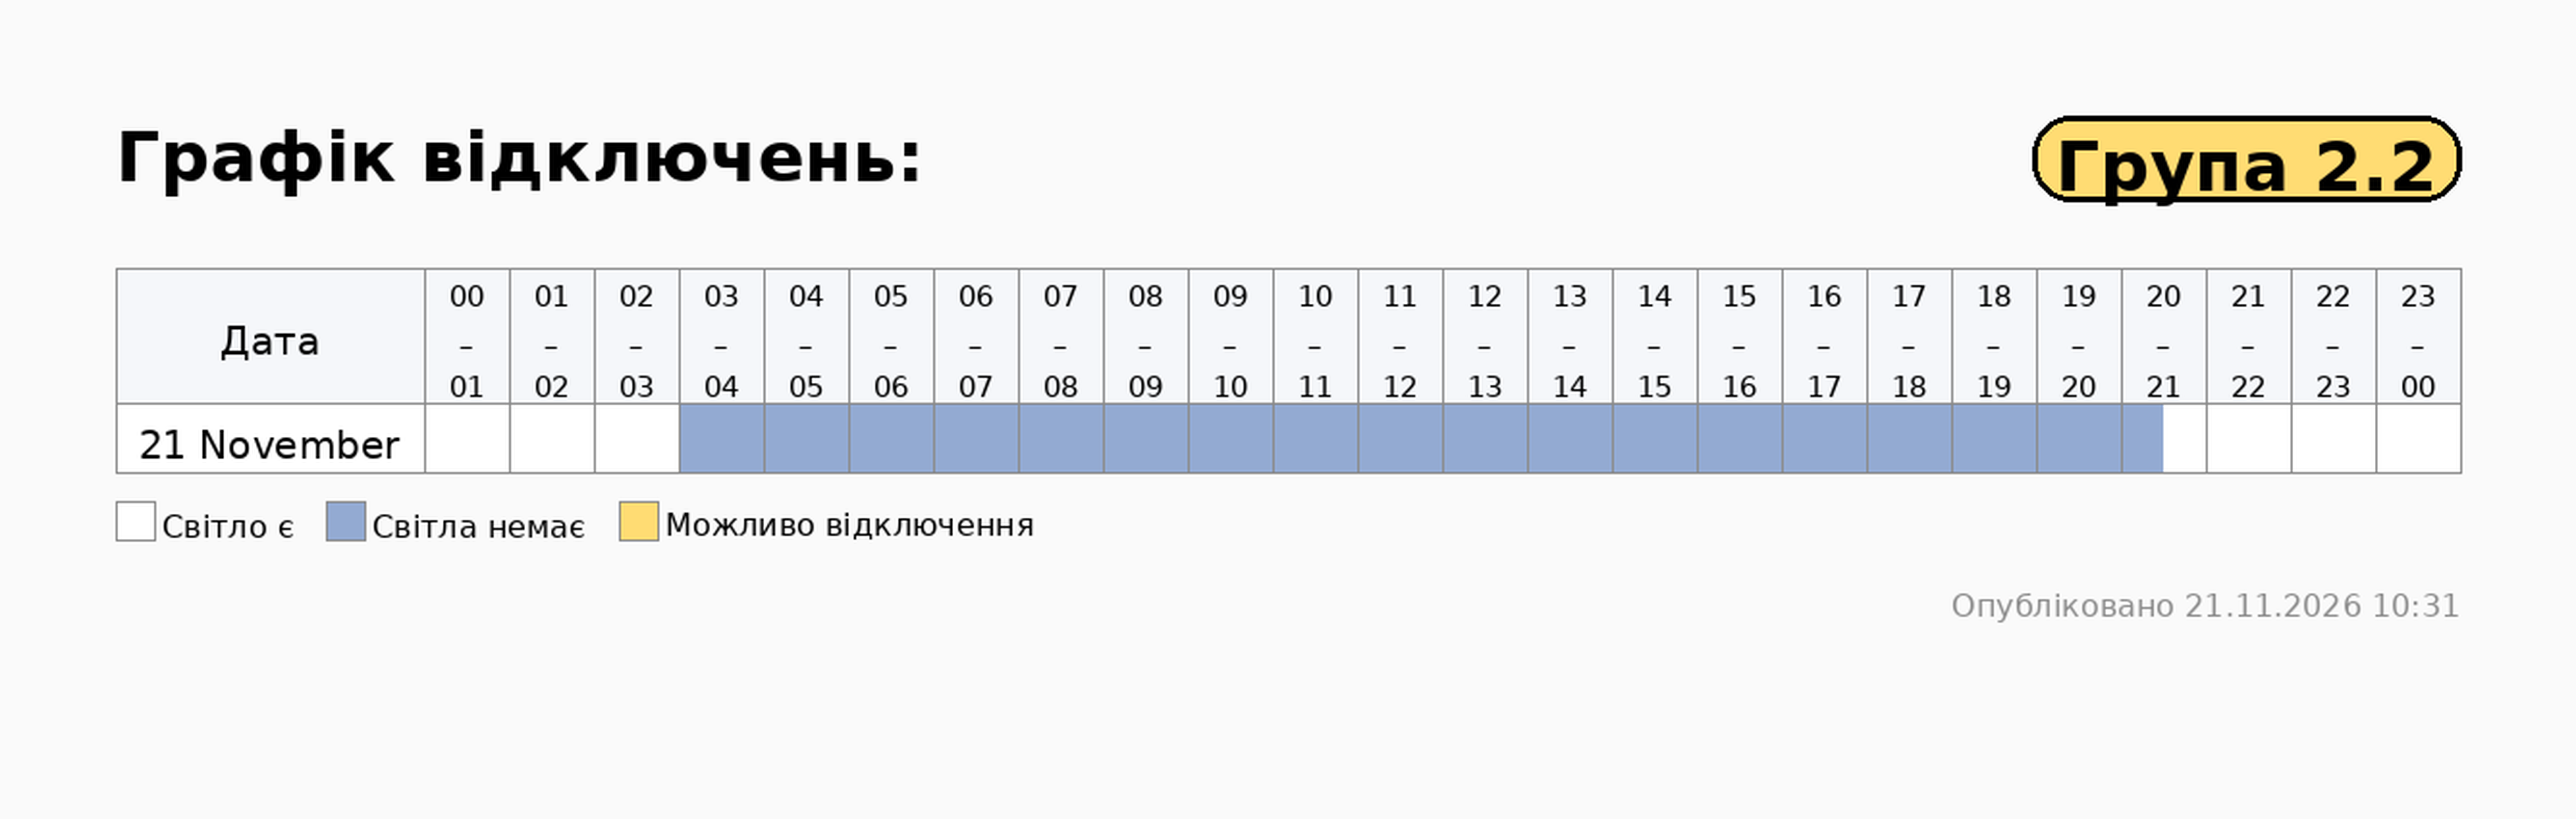 Графік відключень:
Група 2.2
Дата
00 – 01
01 – 02
02 – 03
03 – 04
04 – 05
05 – 06
06 – 07
07 – 08
08 – 09
09 – 10
10 – 11
11 – 12
12 – 13
13 – 14
14 – 15
15 – 16
16 – 17
17 – 18
18 – 19
19 – 20
20 – 21
21 – 22
22 – 23
23 – 00
21 November
Світло є
Світла немає
Можливо відключення
Опубліковано 21.11.2026 10:31